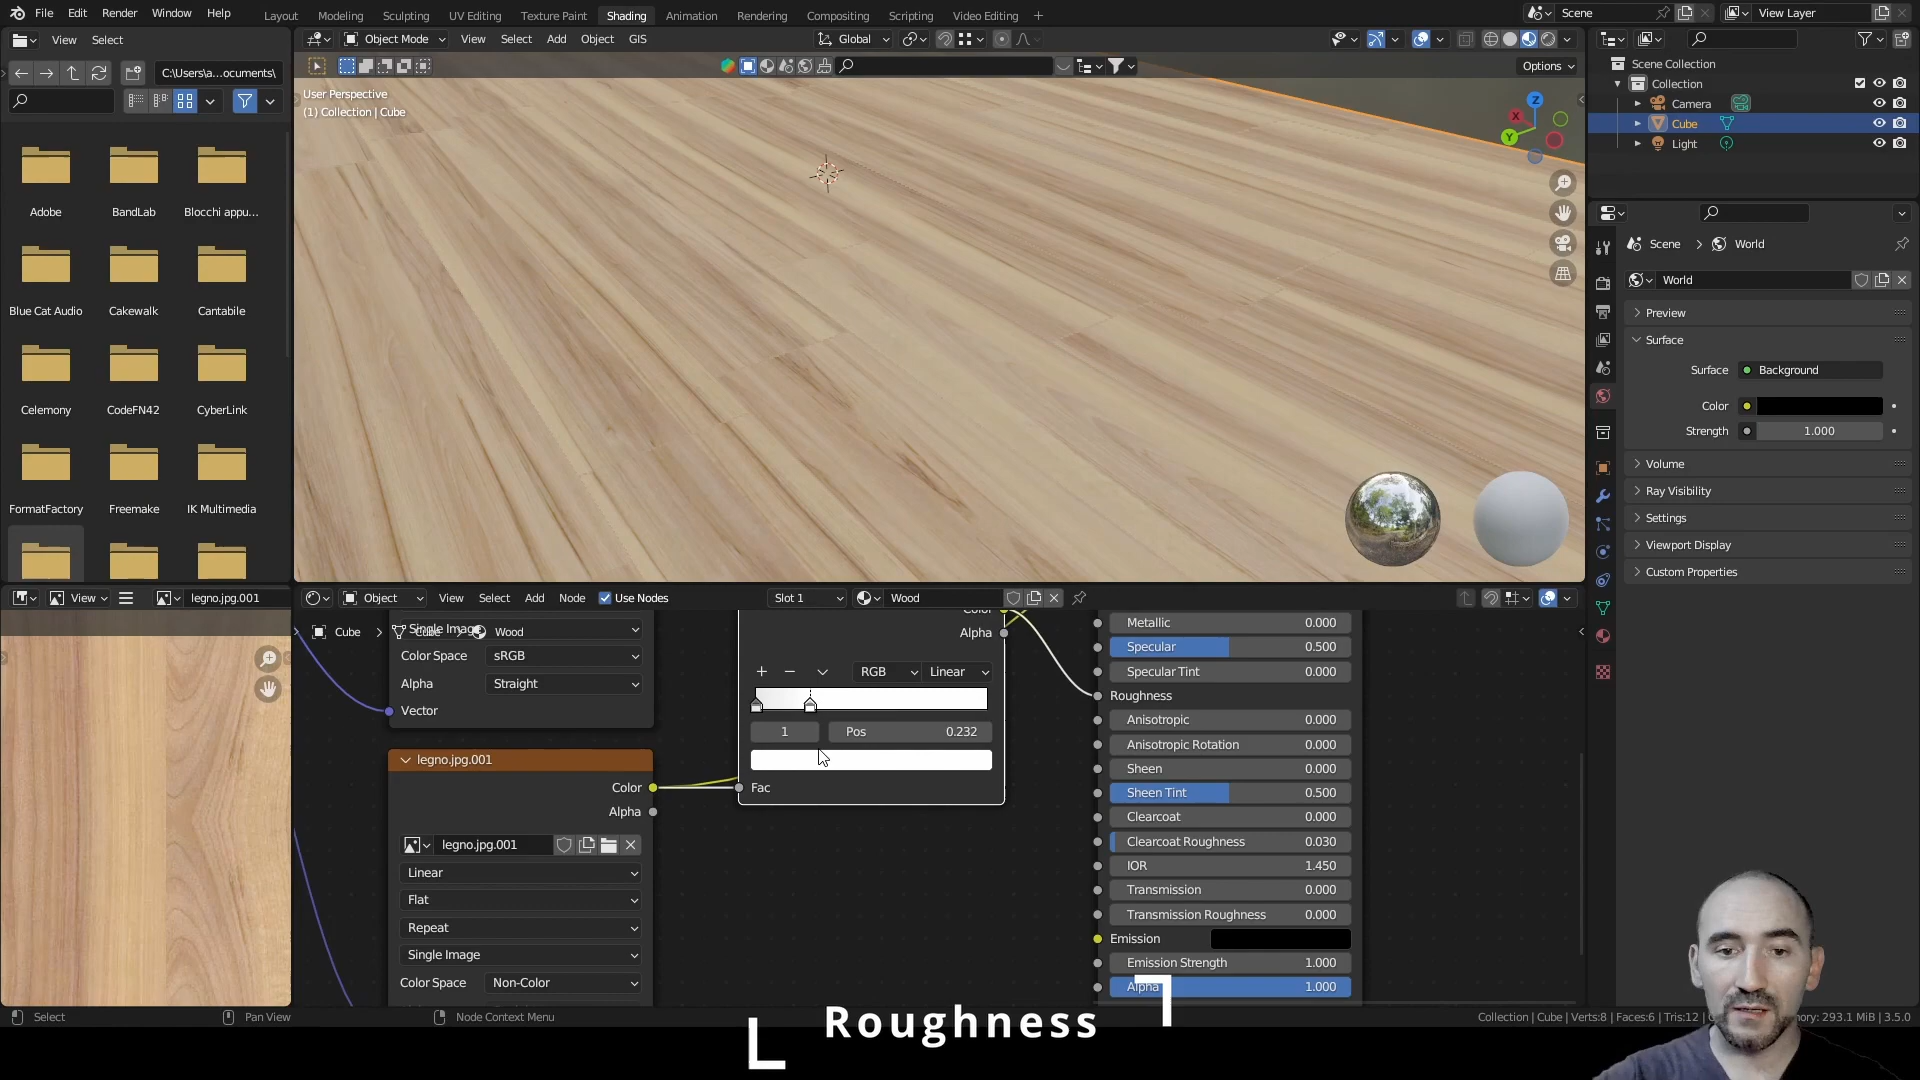 File Edit Render Window Help Layout Modeling Sculpting UV Editing Texture Paint Shading Animation Rendering Compositing Scripting Video Editing + Scene View Layer
View Select Object Mode View Select Add Object GIS Global
C:\Users\a...ocuments\ Options
User Perspective
(1) Collection | Cube
X Y Z
Adobe BandLab Blocchi appu...
Blue Cat Audio Cakewalk Cantabile
Celemony CodeFN42 CyberLink
FormatFactory Freemake IK Multimedia
Scene Collection
Collection
Camera
Cube
Light
Scene World
World
Preview
Surface
Surface Background
Color
Strength 1.000
Volume
Ray Visibility
Settings
Viewport Display
Custom Properties
View legno.jpg.001 Object View Select Add Node Use Nodes Slot 1 Wood
Cube Cube Wood
Single Image
Color Space sRGB
Alpha Straight
Vector
legno.jpg.001
Color
Alpha
legno.jpg.001
Linear
Flat
Repeat
Single Image
Color Space Non-Color
Color
Alpha
RGB Linear
1 Pos 0.232
Fac
Metallic 0.000
Specular 0.500
Specular Tint 0.000
Roughness
Anisotropic 0.000
Anisotropic Rotation 0.000
Sheen 0.000
Sheen Tint 0.500
Clearcoat 0.000
Clearcoat Roughness 0.030
IOR 1.450
Transmission 0.000
Transmission Roughness 0.000
Emission
Emission Strength 1.000
Alpha 1.000
Select Pan View Node Context Menu
Collection | Cube | Verts:8 | Faces:6 | Tris:12 | 293.1 MiB | 3.5.0
Roughness